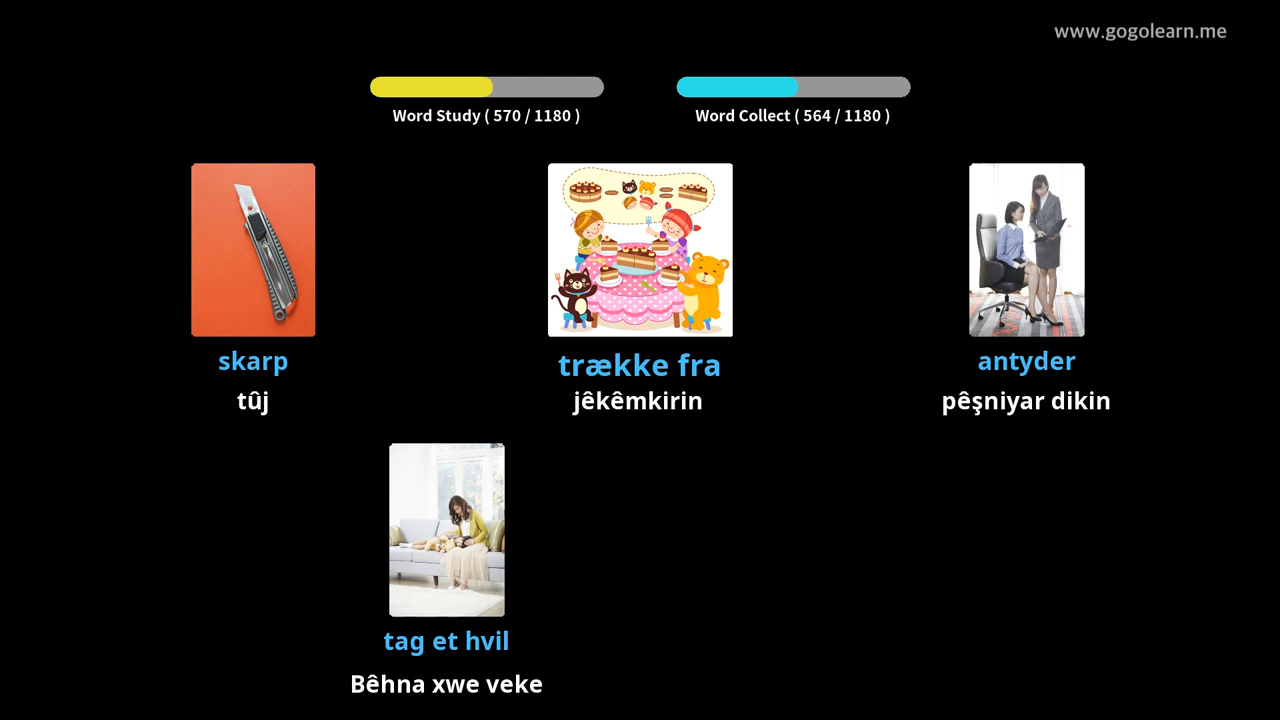 www.gogolearn.me
Word Study ( 570 / 1180 )
Word Collect ( 564 / 1180 )
skarp
trække fra
antyder
tûj
jêkêmkirin
pêşniyar dikin
tag et hvil
Bêhna xwe veke